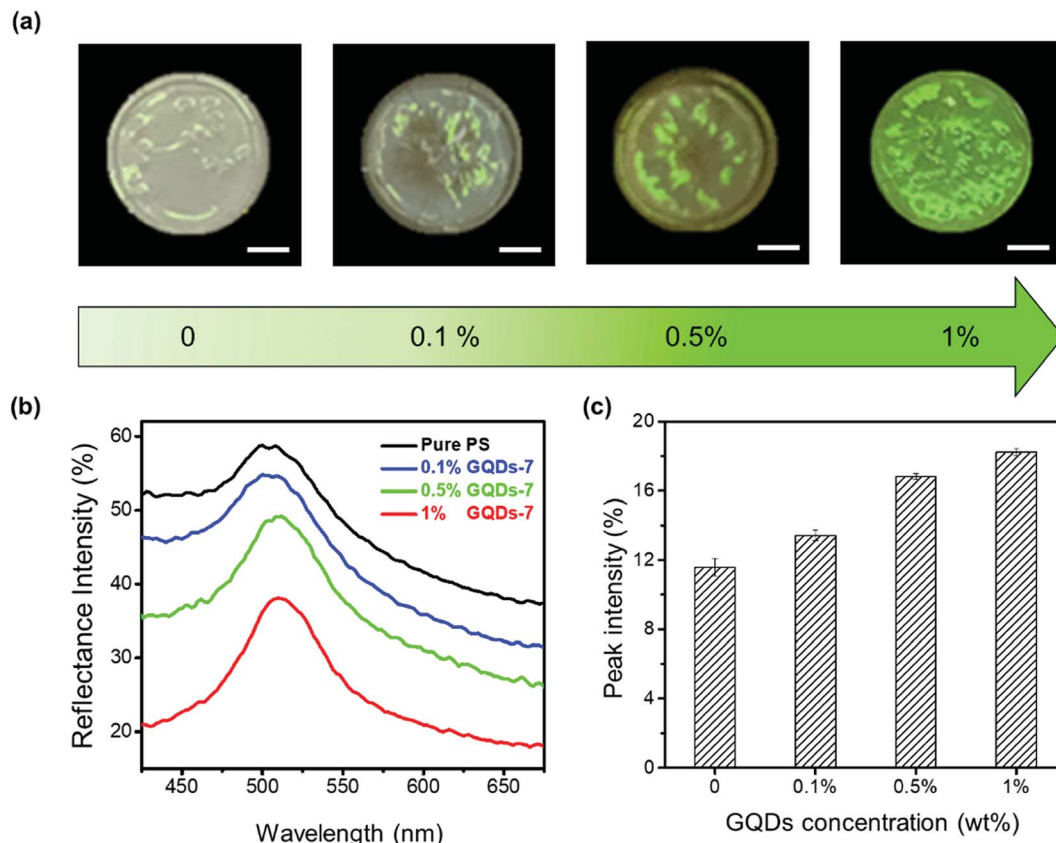 (a)
0 0.1 % 0.5% 1%
(b)
Pure PS
0.1% GQDs-7
0.5% GQDs-7
1% GQDs-7
60
50
40
30
20
Reflectance Intensity (%)
450 500 550 600 650
Wavelength (nm)
(c)
20
16
12
8
4
0
Peak intensity (%)
0 0.1% 0.5% 1%
GQDs concentration (wt%)